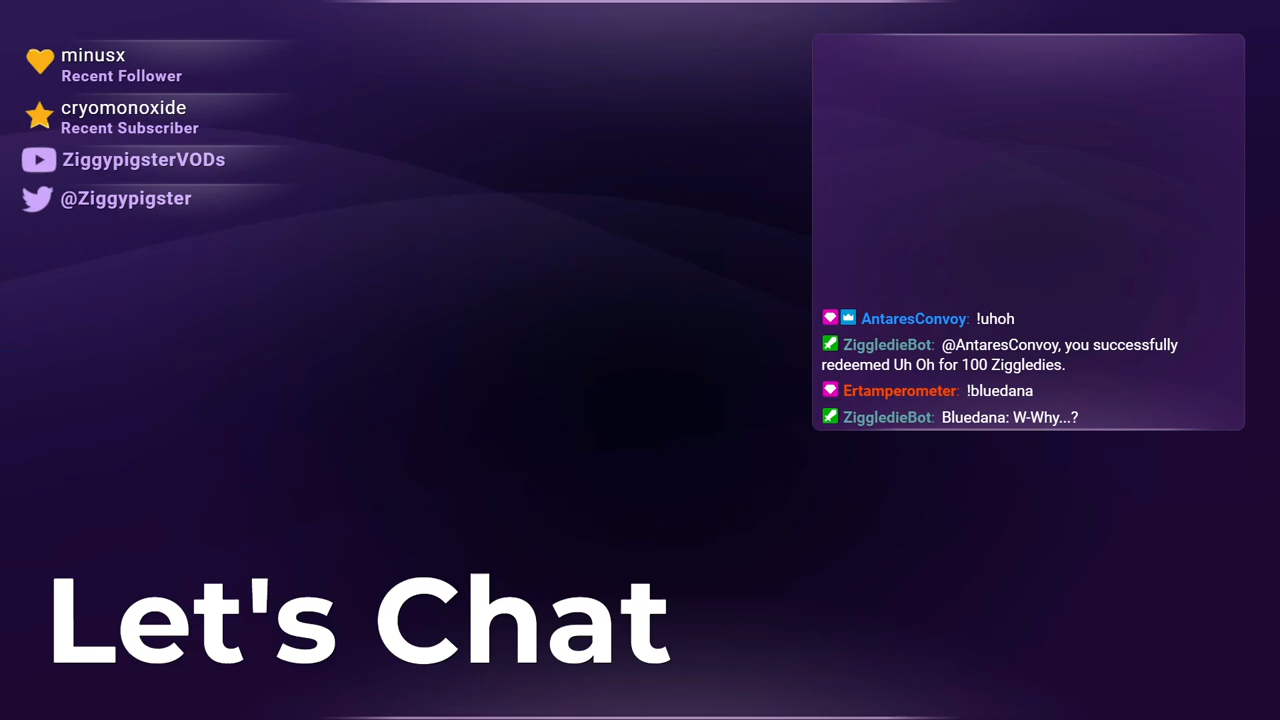 minusx
Recent Follower
cryomonoxide
Recent Subscriber
ZiggypigsterVODs
@Ziggypigster
AntaresConvoy: !uhoh
ZiggledieBot: @AntaresConvoy, you successfully
redeemed Uh Oh for 100 Ziggledies.
Ertamperometer: !bluedana
ZiggledieBot: Bluedana: W-Why...?
Let's Chat